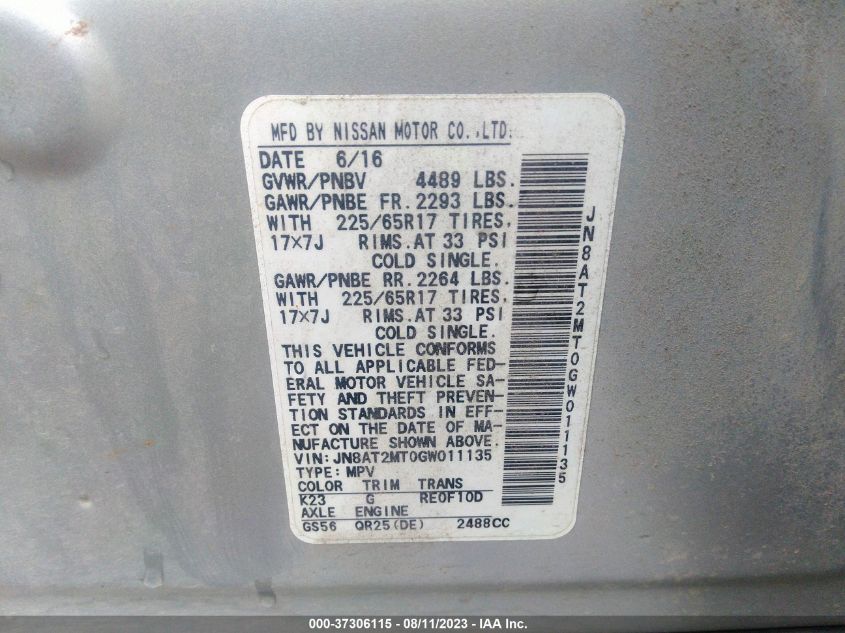 MFD BY NISSAN MOTOR CO.,LTD.
DATE 6/16
GVWR/PNBV 4489 LBS.
GAWR/PNBE FR. 2293 LBS.
WITH 225/65R17 TIRES.
17×7J RIMS.AT 33 PSI
COLD SINGLE.
GAWR/PNBE RR. 2264 LBS.
WITH 225/65R17 TIRES.
17×7J RIMS.AT 33 PSI
COLD SINGLE.
THIS VEHICLE CONFORMS
TO ALL APPLICABLE FED-
ERAL MOTOR VEHICLE SA-
FETY AND THEFT PREVEN-
TION STANDARDS IN EFF-
ECT ON THE DATE OF MA-
NUFACTURE SHOWN ABOVE.
VIN:JN8AT2MT0GW011135
TYPE:MPV
COLOR TRIM TRANS
K23 G RE0F10D
AXLE ENGINE
GS56 QR25(DE) 2488CC
JN8AT2MT0GW011135
000-37306115 - 08/11/2023 - IAA Inc.